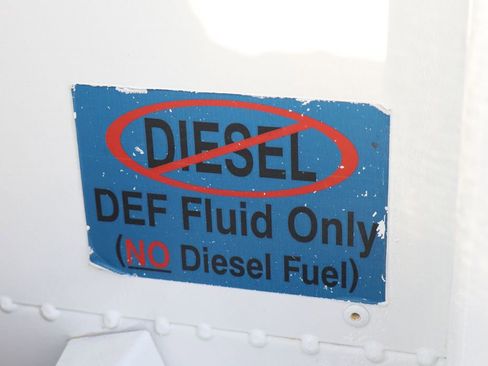 DIESEL
DEF Fluid Only
(NO Diesel Fuel)